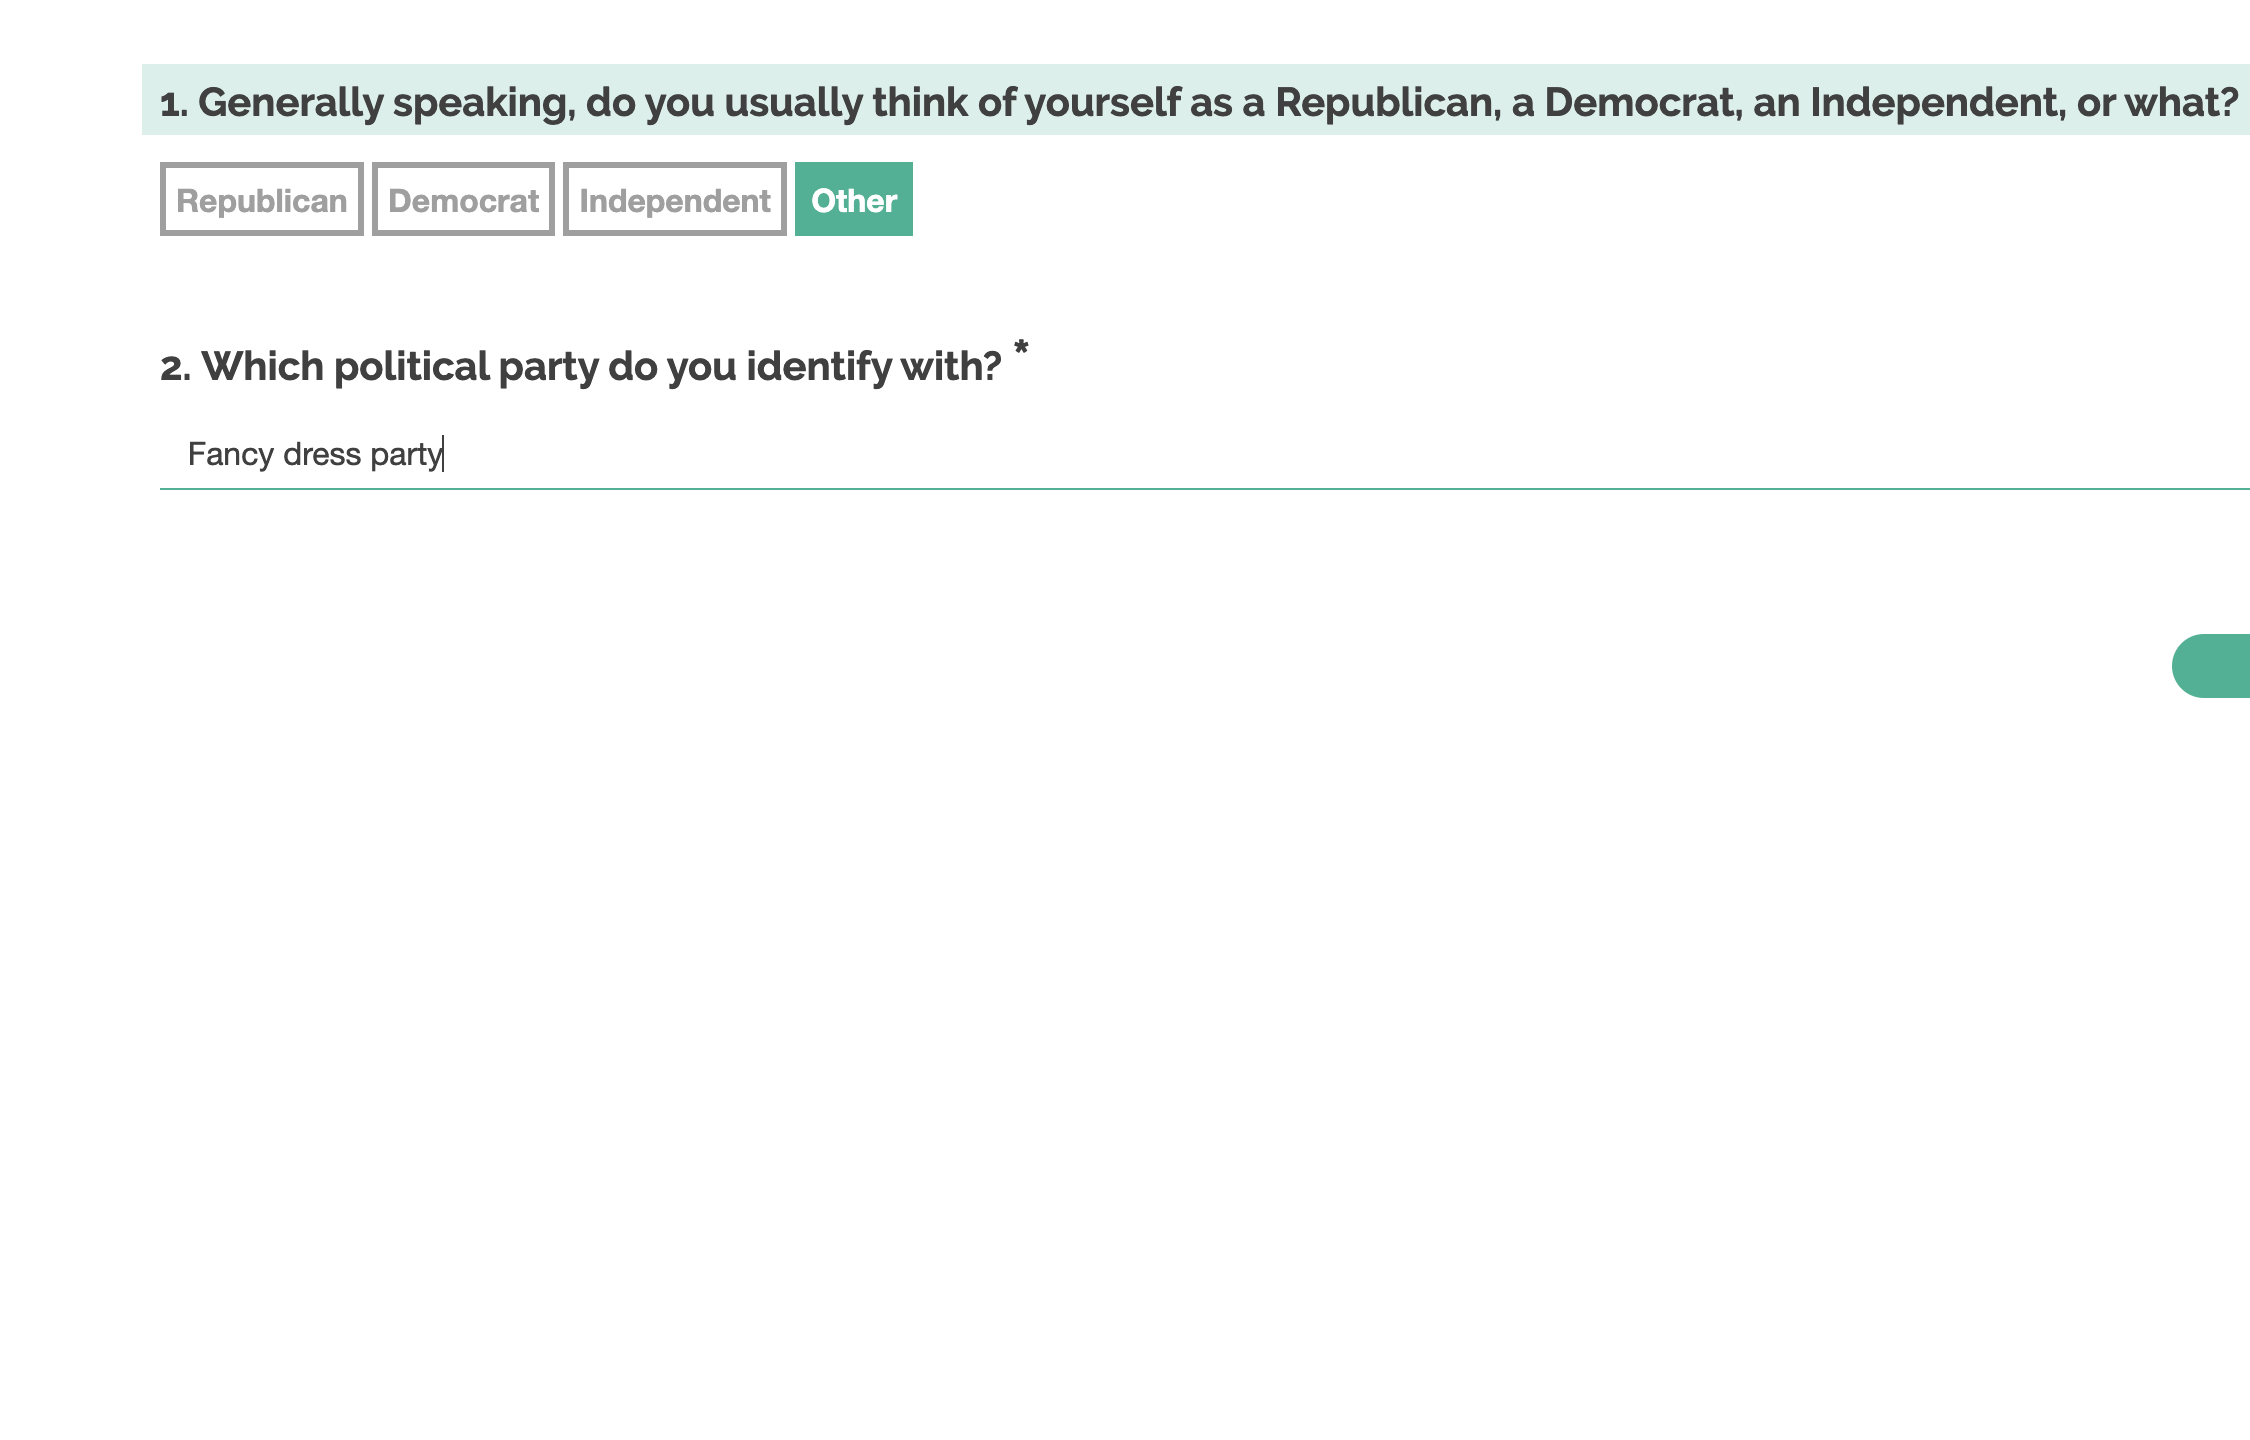 1. Generally speaking, do you usually think of yourself as a Republican, a Democrat, an Independent, or what?
Republican Democrat Independent Other
2. Which political party do you identify with? *
Fancy dress party